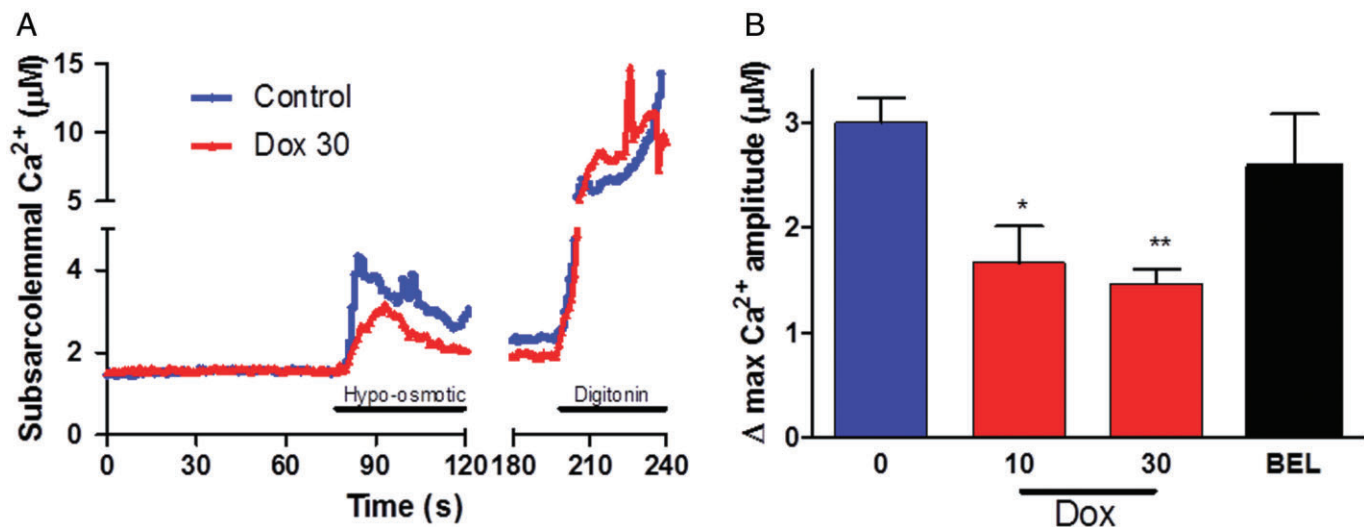 A
Subsarcolemmal Ca²⁺ (µM)
15
10
5
4
2
0
Control
Dox 30
Hypo-osmotic
Digitonin
0 30 60 90 120 180 210 240
Time (s)
B
Δ max Ca²⁺ amplitude (µM)
3
2
1
0
*
**
0 10 30 BEL
Dox